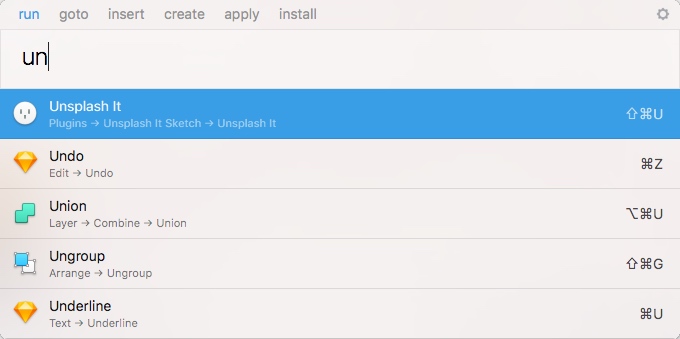 run goto insert create apply install
un
Unsplash It
Plugins → Unsplash It Sketch → Unsplash It
⇧⌘U
Undo
Edit → Undo
⌘Z
Union
Layer → Combine → Union
⌥⌘U
Ungroup
Arrange → Ungroup
⇧⌘G
Underline
Text → Underline
⌘U